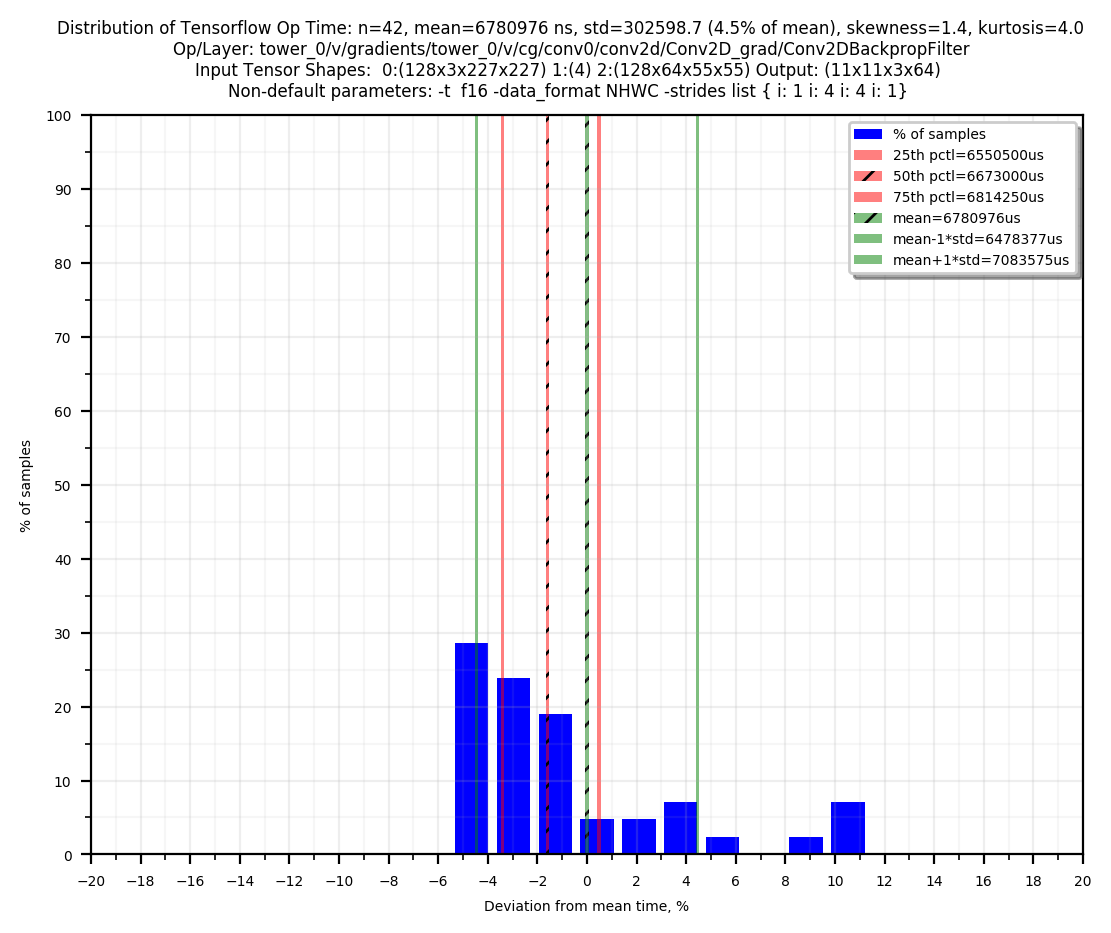 Distribution of Tensorflow Op Time: n=42, mean=6780976 ns, std=302598.7 (4.5% of mean), skewness=1.4, kurtosis=4.0
Op/Layer: tower_0/v/gradients/tower_0/v/cg/conv0/conv2d/Conv2D_grad/Conv2DBackpropFilter
Input Tensor Shapes:  0:(128x3x227x227) 1:(4) 2:(128x64x55x55) Output: (11x11x3x64)
Non-default parameters: -t  f16 -data_format NHWC -strides list { i: 1 i: 4 i: 4 i: 1}
% of samples
25th pctl=6550500us
50th pctl=6673000us
75th pctl=6814250us
mean=6780976us
mean-1*std=6478377us
mean+1*std=7083575us
100
90
80
70
60
50
40
30
20
10
0
% of samples
−20 −18 −16 −14 −12 −10 −8 −6 −4 −2 0 2 4 6 8 10 12 14 16 18 20
Deviation from mean time, %